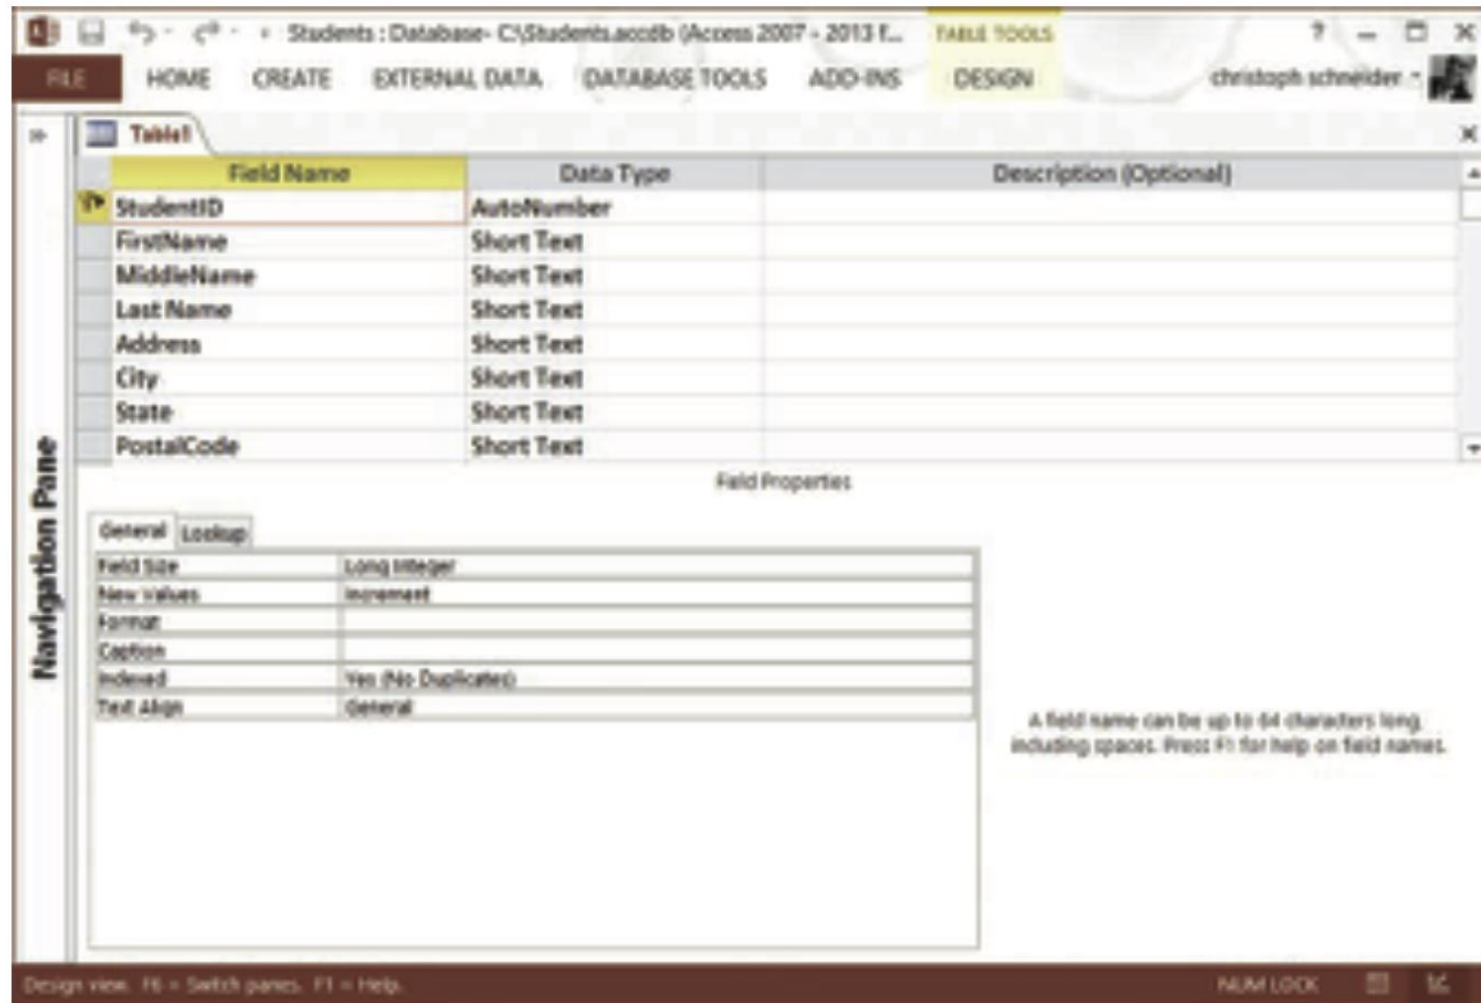 Students : Database- C:\Students.accdb (Access 2007 - 2013 f... TABLE TOOLS ?
FILE HOME CREATE EXTERNAL DATA DATABASE TOOLS ADD-INS DESIGN christoph schneider
Table1
Field Name Data Type Description (Optional)
StudentID AutoNumber
FirstName Short Text
MiddleName Short Text
Last Name Short Text
Address Short Text
City Short Text
State Short Text
PostalCode Short Text
Navigation Pane
Field Properties
General Lookup
Field Size Long Integer
New Values Increment
Format
Caption
Indexed Yes (No Duplicates)
Text Align General
A field name can be up to 64 characters long,
including spaces. Press F1 for help on field names.
Design view. F6 = Switch panes. F1 = Help. NUM LOCK